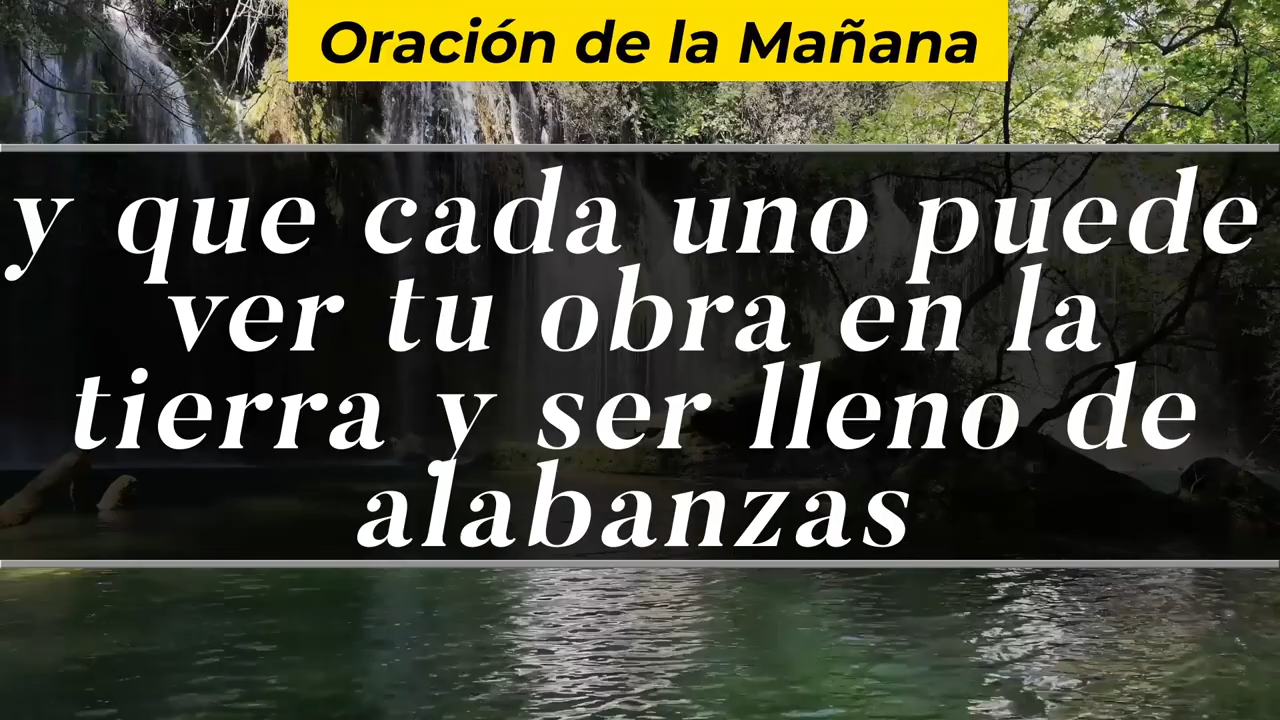 Oración de la Mañana
y que cada uno puede
ver tu obra en la
tierra y ser lleno de
alabanzas